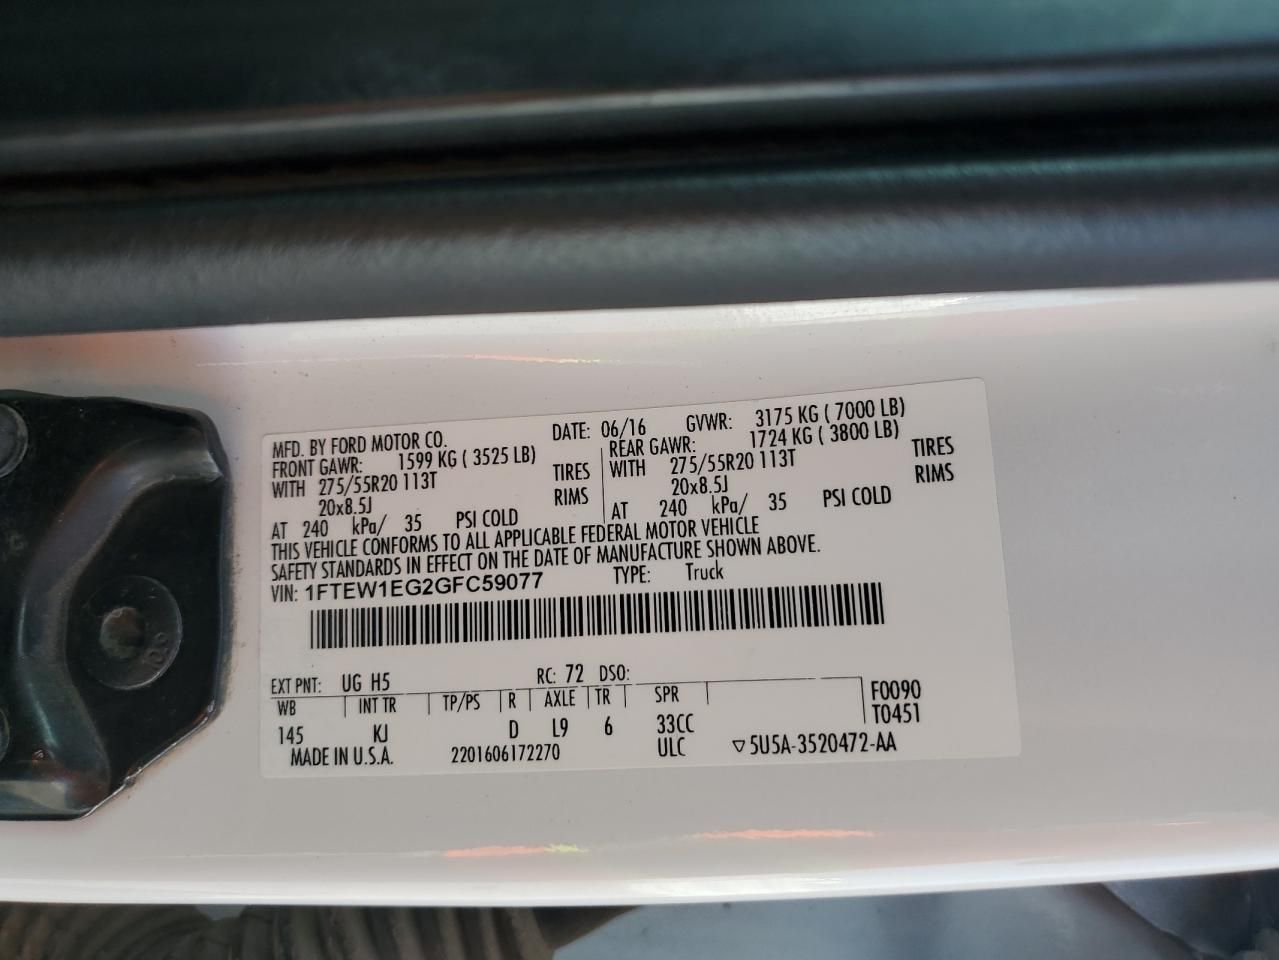 MFD. BY FORD MOTOR CO. DATE: 06/16 GVWR: 3175 KG ( 7000 LB)
FRONT GAWR: 1599 KG ( 3525 LB) REAR GAWR: 1724 KG ( 3800 LB)
WITH 275/55R20 113T TIRES WITH 275/55R20 113T TIRES
20x8.5J RIMS 20x8.5J RIMS
AT 240 kPa/ 35 PSI COLD AT 240 kPa/ 35 PSI COLD
THIS VEHICLE CONFORMS TO ALL APPLICABLE FEDERAL MOTOR VEHICLE
SAFETY STANDARDS IN EFFECT ON THE DATE OF MANUFACTURE SHOWN ABOVE.
VIN: 1FTEW1EG2GFC59077 TYPE: Truck
EXT PNT: UG H5 RC: 72 DSO:
WB INT TR TP/PS R AXLE TR SPR F0090
145 KJ D L9 6 33CC T0451
MADE IN U.S.A. 2201606172270 ULC ▽5U5A-3520472-AA